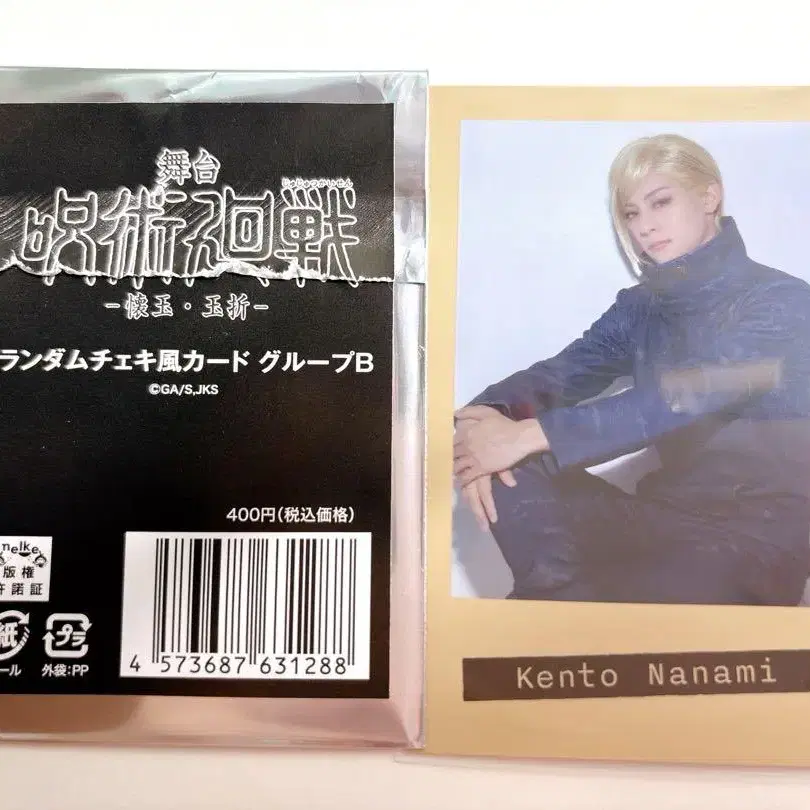 舞台
じゅじゅつかいせん
呪術廻戦
-懐玉・玉折-
ランダムチェキ風カード グループB
©GA/S,JKS
400円(税込価格)
nelke
版権
許諾証
紙
プラ
ール
外袋:PP
4 573687 631288
Kento Nanami